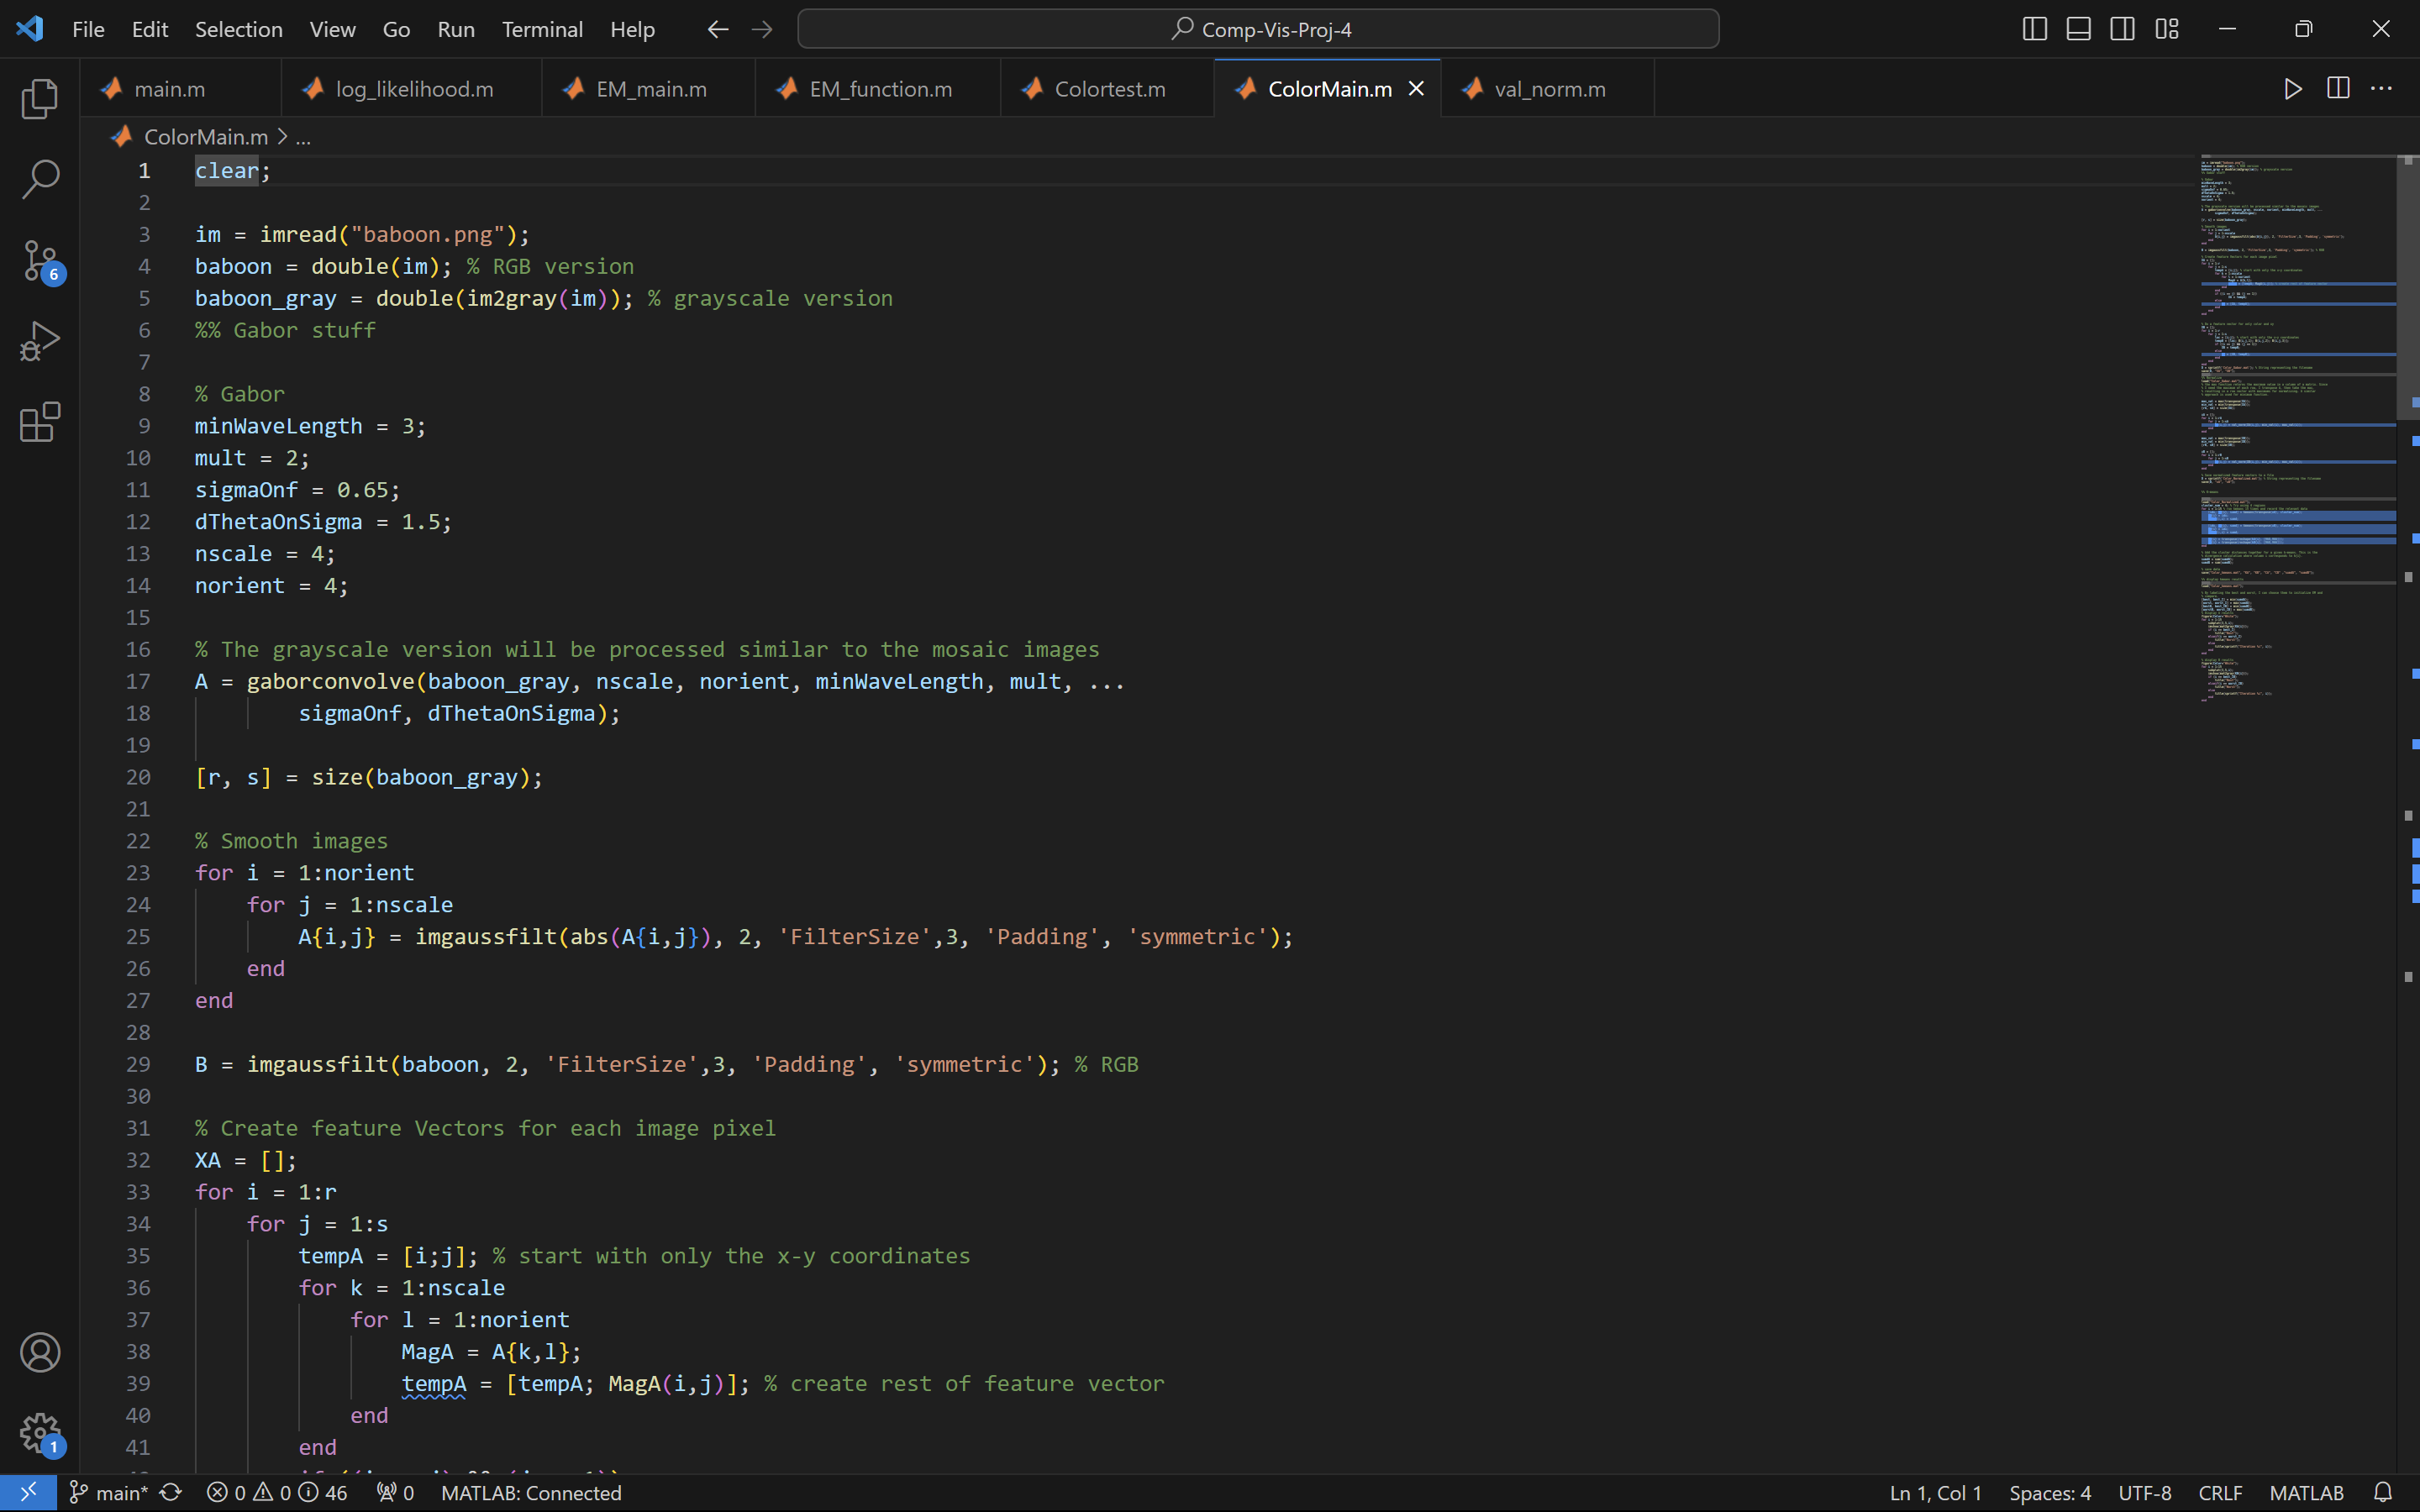 File Edit Selection View Go Run Terminal Help
Comp-Vis-Proj-4
main.m log_likelihood.m EM_main.m EM_function.m Colortest.m ColorMain.m val_norm.m
ColorMain.m > ...
1 clear;
2
3 im = imread("baboon.png");
4 baboon = double(im); % RGB version
5 baboon_gray = double(im2gray(im)); % grayscale version
6 %% Gabor stuff
7
8 % Gabor
9 minWaveLength = 3;
10 mult = 2;
11 sigmaOnf = 0.65;
12 dThetaOnSigma = 1.5;
13 nscale = 4;
14 norient = 4;
15
16 % The grayscale version will be processed similar to the mosaic images
17 A = gaborconvolve(baboon_gray, nscale, norient, minWaveLength, mult, ...
18 sigmaOnf, dThetaOnSigma);
19
20 [r, s] = size(baboon_gray);
21
22 % Smooth images
23 for i = 1:norient
24 for j = 1:nscale
25 A{i,j} = imgaussfilt(abs(A{i,j}), 2, 'FilterSize',3, 'Padding', 'symmetric');
26 end
27 end
28
29 B = imgaussfilt(baboon, 2, 'FilterSize',3, 'Padding', 'symmetric'); % RGB
30
31 % Create feature Vectors for each image pixel
32 XA = [];
33 for i = 1:r
34 for j = 1:s
35 tempA = [i;j]; % start with only the x-y coordinates
36 for k = 1:nscale
37 for l = 1:norient
38 MagA = A{k,l};
39 tempA = [tempA; MagA(i,j)]; % create rest of feature vector
40 end
41 end
6
1
main* 0 0 46 0 MATLAB: Connected Ln 1, Col 1 Spaces: 4 UTF-8 CRLF MATLAB